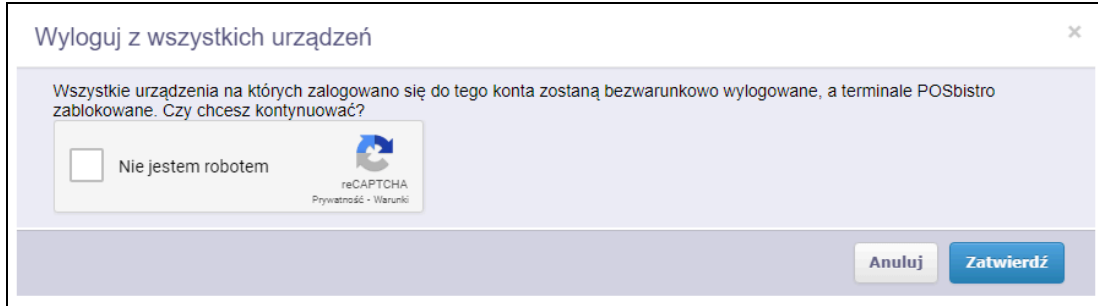 Wyloguj z wszystkich urządzeń
×
Wszystkie urządzenia na których zalogowano się do tego konta zostaną bezwarunkowo wylogowane, a terminale POSbistro
zablokowane. Czy chcesz kontynuować?
Nie jestem robotem
reCAPTCHA
Prywatność - Warunki
Anuluj
Zatwierdź